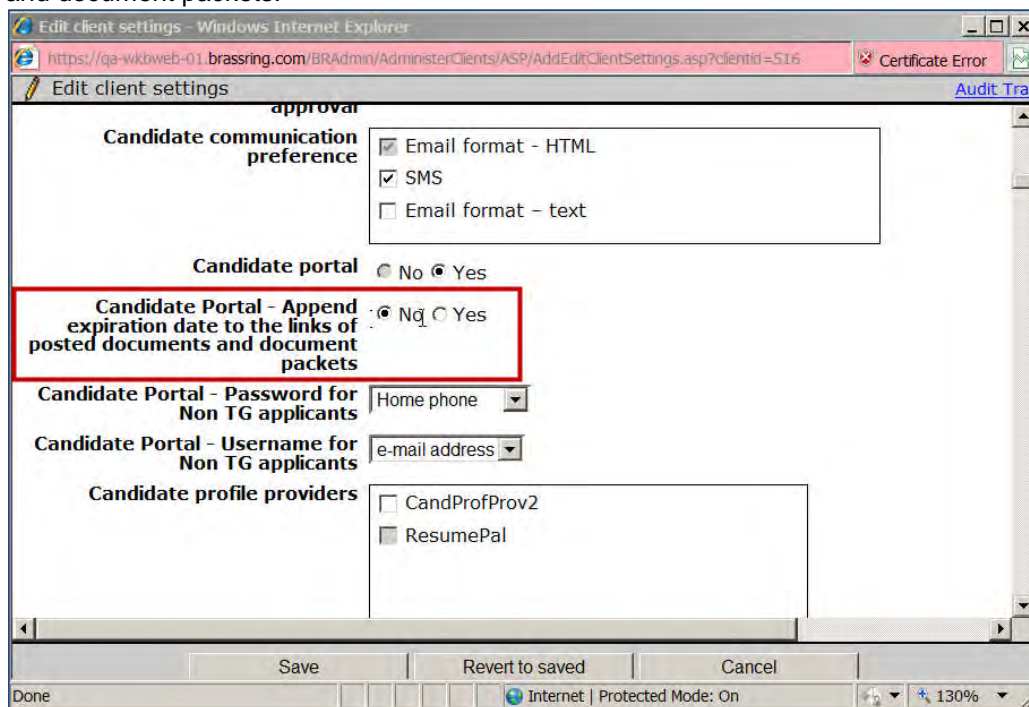 and document packets.
Edit client settings - Windows Internet Explorer
https://qa-wkbweb-01.brassring.com/BRAdmin/AdministerClients/ASP/AddEditClientSettings.asp?clientid=516
Certificate Error
Edit client settings
Audit Tra
approval
Candidate communication
preference
Email format - HTML
SMS
Email format – text
Candidate portal
No Yes
Candidate Portal - Append
expiration date to the links of
posted documents and document
packets
No Yes
Candidate Portal - Password for
Non TG applicants
Home phone
Candidate Portal - Username for
Non TG applicants
e-mail address
Candidate profile providers
CandProfProv2
ResumePal
Save Revert to saved Cancel
Done Internet | Protected Mode: On 130%